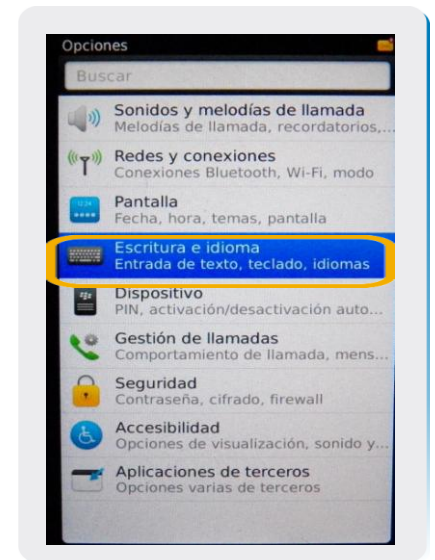 Opciones
Buscar
Sonidos y melodías de llamada
Melodías de llamada, recordatorios,...
Redes y conexiones
Conexiones Bluetooth, Wi-Fi, modo
Pantalla
Fecha, hora, temas, pantalla
Escritura e idioma
Entrada de texto, teclado, idiomas
Dispositivo
PIN, activación/desactivación auto...
Gestión de llamadas
Comportamiento de llamada, mens...
Seguridad
Contraseña, cifrado, firewall
Accesibilidad
Opciones de visualización, sonido y...
Aplicaciones de terceros
Opciones varias de terceros